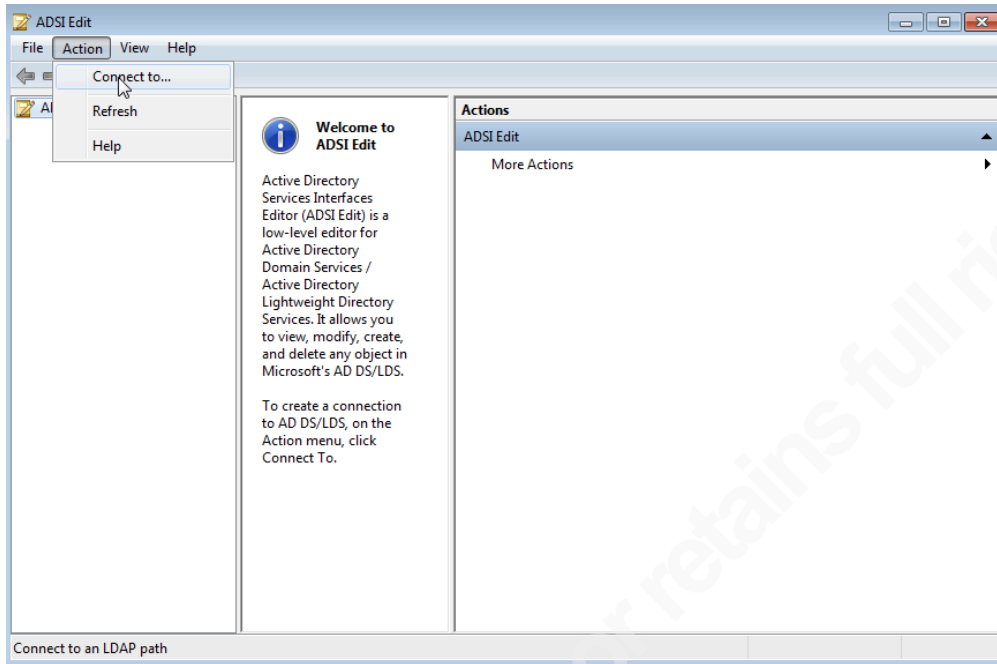 ADSI Edit
File Action View Help
Connect to...
Refresh
Help
Welcome to
ADSI Edit
Active Directory
Services Interfaces
Editor (ADSI Edit) is a
low-level editor for
Active Directory
Domain Services /
Active Directory
Lightweight Directory
Services. It allows you
to view, modify, create,
and delete any object in
Microsoft's AD DS/LDS.
To create a connection
to AD DS/LDS, on the
Action menu, click
Connect To.
Actions
ADSI Edit
More Actions
or retains full
Connect to an LDAP path